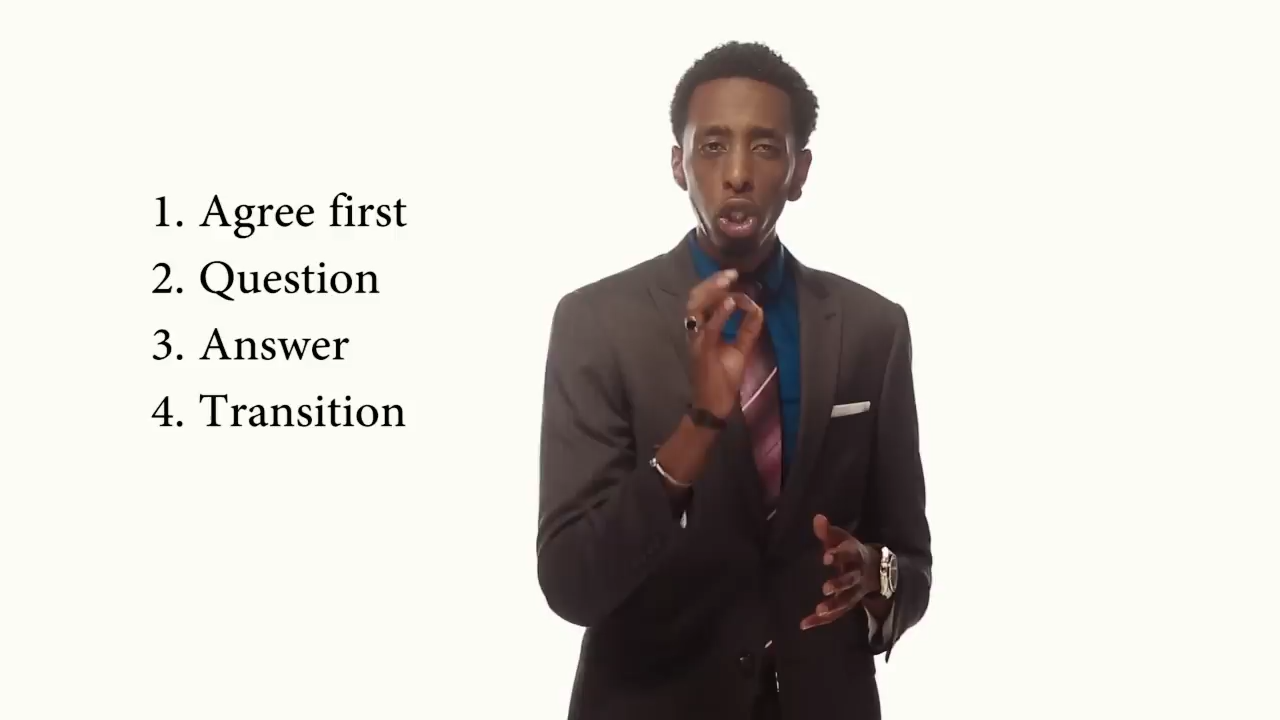 1. Agree first
2. Question
3. Answer
4. Transition